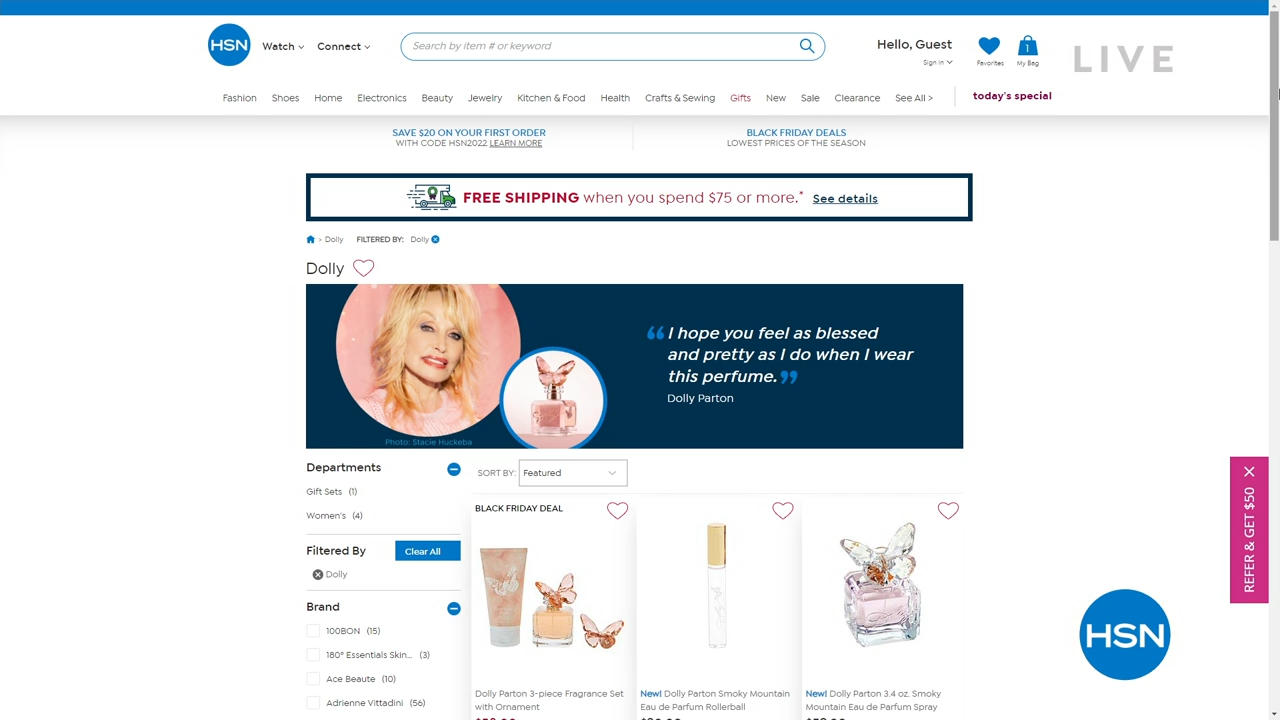 HSN
Watch
Connect
Search by item # or keyword
Hello, Guest
Sign In
Favorites
1
My Bag
LIVE
Fashion Shoes Home Electronics Beauty Jewelry Kitchen & Food Health Crafts & Sewing Gifts New Sale Clearance See All >
today's special
SAVE $20 ON YOUR FIRST ORDER
WITH CODE HSN2022 LEARN MORE
BLACK FRIDAY DEALS
LOWEST PRICES OF THE SEASON
FREE SHIPPING when you spend $75 or more.* See details
> Dolly FILTERED BY: Dolly
Dolly
“ I hope you feel as blessed
and pretty as I do when I wear
this perfume. ”
Dolly Parton
Photo: Stacie Huckeba
Departments
Gift Sets (1)
Women's (4)
Filtered By
Clear All
Dolly
Brand
100BON (15)
180° Essentials Skin... (3)
Ace Beaute (10)
Adrienne Vittadini (56)
SORT BY: Featured
BLACK FRIDAY DEAL
Dolly Parton 3-piece Fragrance Set
with Ornament
New! Dolly Parton Smoky Mountain
Eau de Parfum Rollerball
New! Dolly Parton 3.4 oz. Smoky
Mountain Eau de Parfum Spray
REFER & GET $50
HSN